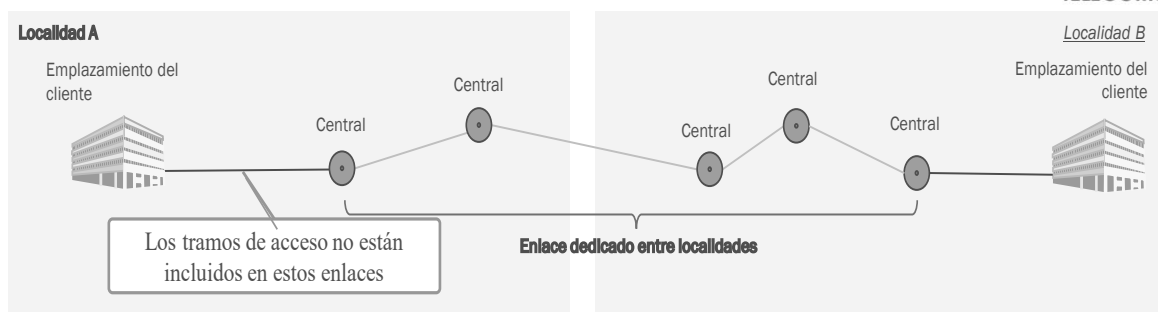 Localidad A
Localidad B
Emplazamiento del
cliente
Central
Central
Central
Central
Central
Emplazamiento del
cliente
Los tramos de acceso no están
incluidos en estos enlaces
Enlace dedicado entre localidades